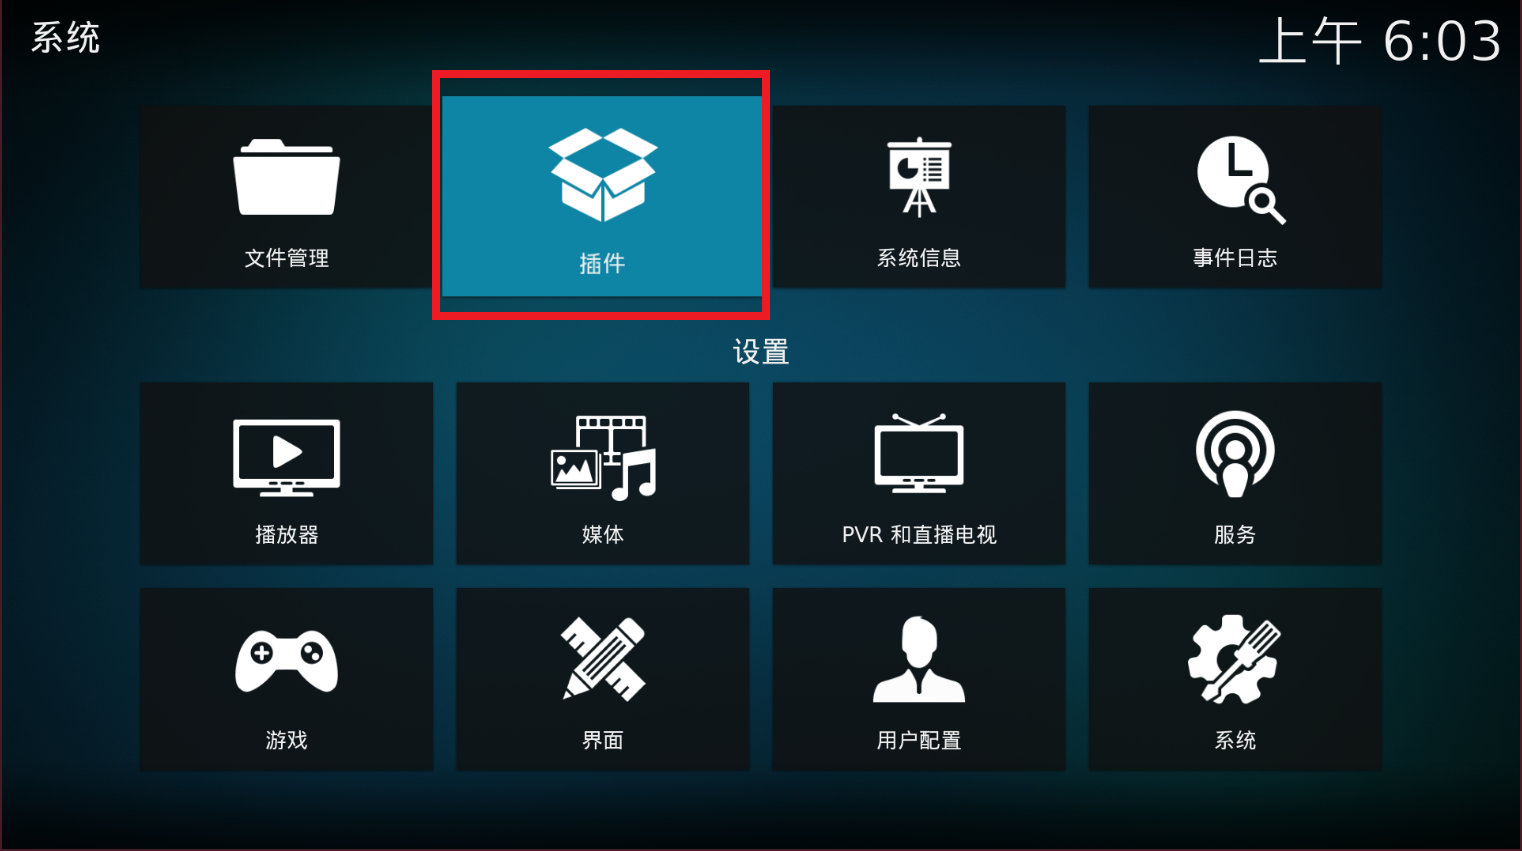 系统
上午 6:03
文件管理
插件
系统信息
事件日志
设置
播放器
媒体
PVR 和直播电视
服务
游戏
界面
用户配置
系统